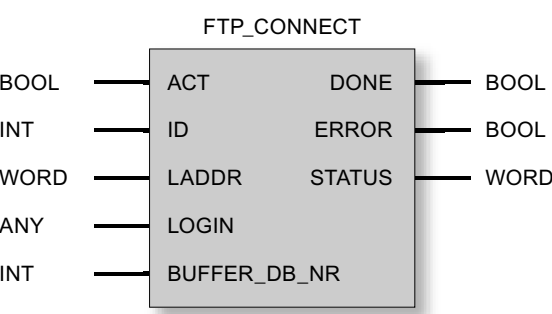 FTP_CONNECT
BOOL ACT DONE BOOL
INT ID ERROR BOOL
WORD LADDR STATUS WORD
ANY LOGIN
INT BUFFER_DB_NR